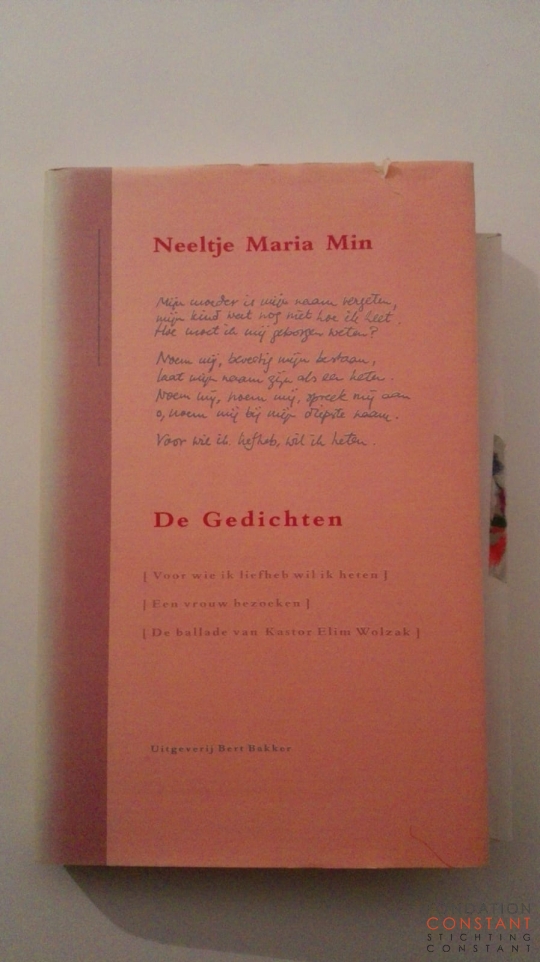 Neeltje Maria Min
Mijn moeder is mijn naam vergeten,
mijn kind weet nog niet hoe ik heet.
Hoe moet ik mij geborgen weten?
Noem mij, bevestig mijn bestaan,
laat mijn naam zijn als een keten.
Noem mij, noem mij, spreek mij aan
o, noem mij bij mijn diepste naam.
Voor wie ik liefheb, wil ik heten.
De Gedichten
[ Voor wie ik liefheb wil ik heten ]
] Een vrouw bezoeken ]
[ De ballade van Kastor Elim Wolzak ]
Uitgeverij Bert Bakker
DATION
CONSTANT
STICHTING
CONSTANT